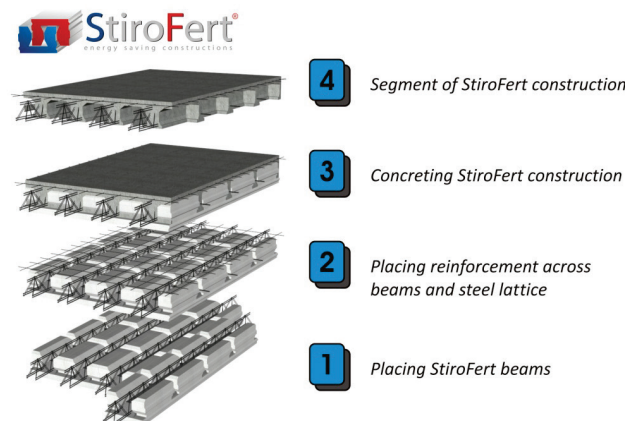 StiroFert®
energy saving constructions
4 Segment of StiroFert construction
3 Concreting StiroFert construction
2 Placing reinforcement across
beams and steel lattice
1 Placing StiroFert beams